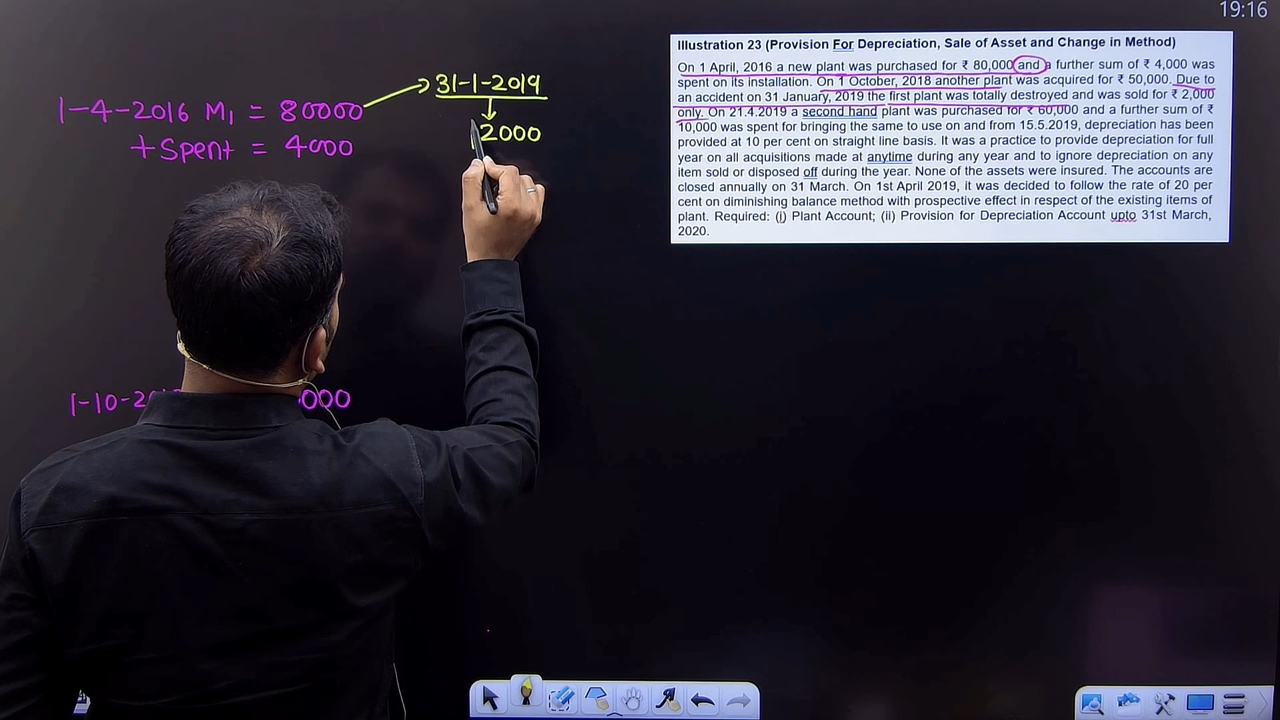 19:16
Illustration 23 (Provision For Depreciation, Sale of Asset and Change in Method)
On 1 April, 2016 a new plant was purchased for ₹ 80,000 and a further sum of ₹ 4,000 was
spent on its installation. On 1 October, 2018 another plant was acquired for ₹ 50,000. Due to
an accident on 31 January, 2019 the first plant was totally destroyed and was sold for ₹ 2,000
only. On 21.4.2019 a second hand plant was purchased for ₹ 60,000 and a further sum of ₹
10,000 was spent for bringing the same to use on and from 15.5.2019, depreciation has been
provided at 10 per cent on straight line basis. It was a practice to provide depreciation for full
year on all acquisitions made at anytime during any year and to ignore depreciation on any
item sold or disposed off during the year. None of the assets were insured. The accounts are
closed annually on 31 March. On 1st April 2019, it was decided to follow the rate of 20 per
cent on diminishing balance method with prospective effect in respect of the existing items of
plant. Required: (i) Plant Account; (ii) Provision for Depreciation Account upto 31st March,
2020.
1-4-2016 M1 = 80000
+ Spent = 4000
31-1-2019
2000
1-10-2
000